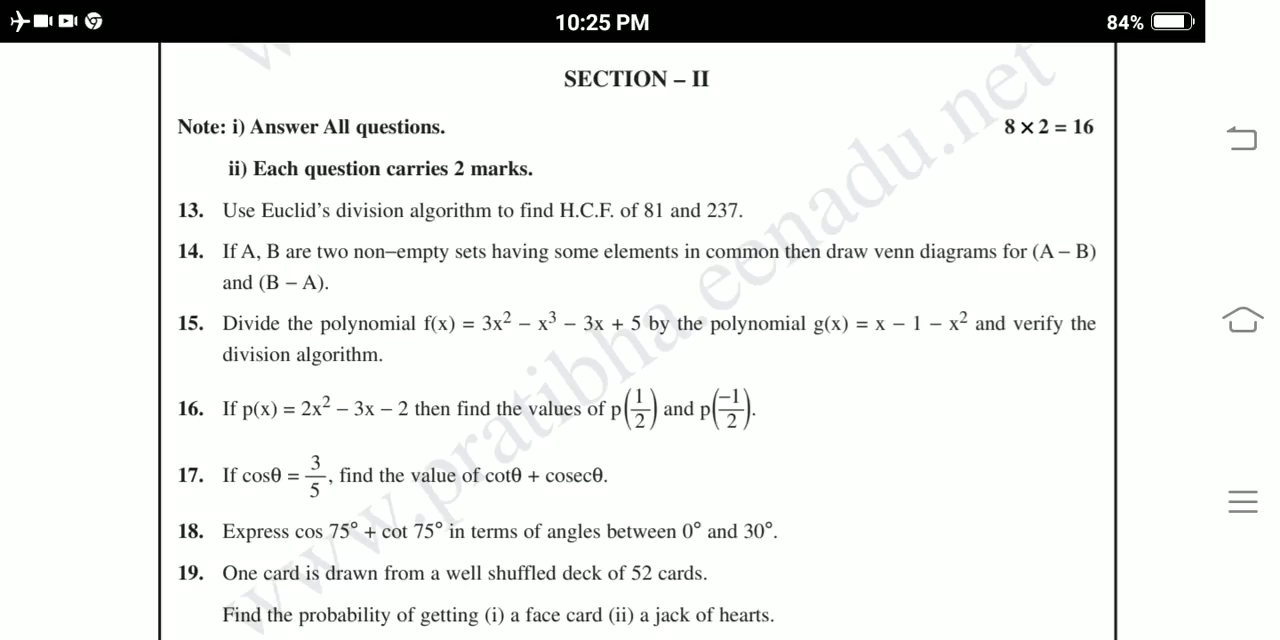 10:25 PM
84%
SECTION – II
Note: i) Answer All questions. 8 × 2 = 16
ii) Each question carries 2 marks.
13. Use Euclid's division algorithm to find H.C.F. of 81 and 237.
14. If A, B are two non–empty sets having some elements in common then draw venn diagrams for (A – B)
and (B – A).
15. Divide the polynomial f(x) = 3x² – x³ – 3x + 5 by the polynomial g(x) = x – 1 – x² and verify the
division algorithm.
16. If p(x) = 2x² – 3x – 2 then find the values of p(1/2) and p(–1/2).
17. If cosθ = 3/5, find the value of cotθ + cosecθ.
18. Express cos 75° + cot 75° in terms of angles between 0° and 30°.
19. One card is drawn from a well shuffled deck of 52 cards.
Find the probability of getting (i) a face card (ii) a jack of hearts.
www.pratibha.eenadu.net